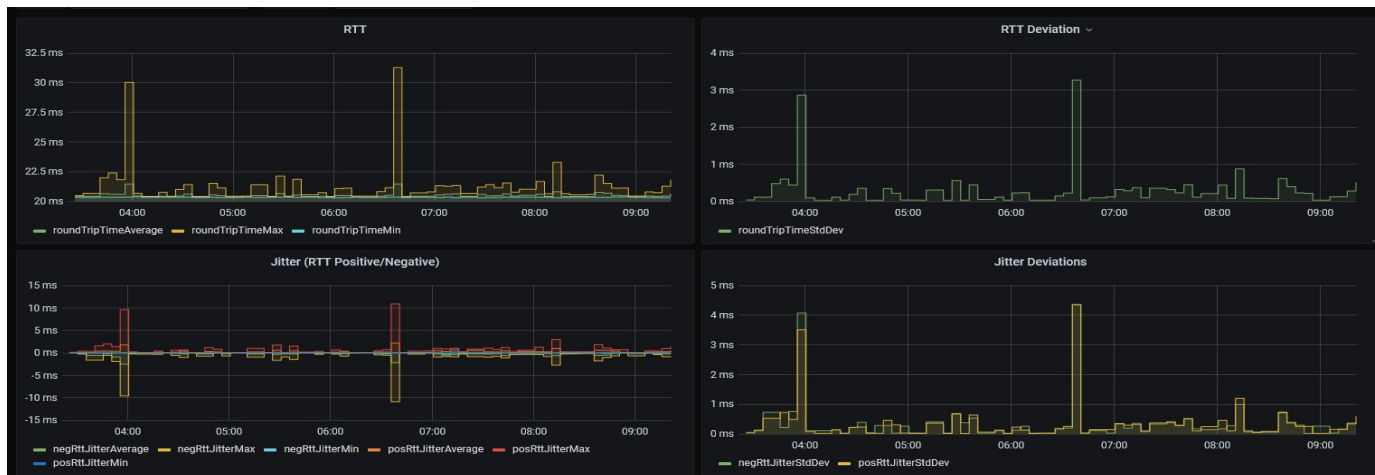 RTT
32.5 ms
30 ms
27.5 ms
25 ms
22.5 ms
20 ms
04:00 05:00 06:00 07:00 08:00 09:00
roundTripTimeAverage roundTripTimeMax roundTripTimeMin
RTT Deviation
4 ms
3 ms
2 ms
1 ms
0 ms
04:00 05:00 06:00 07:00 08:00 09:00
roundTripTimeStdDev
Jitter (RTT Positive/Negative)
15 ms
10 ms
5 ms
0 ms
-5 ms
-10 ms
-15 ms
04:00 05:00 06:00 07:00 08:00 09:00
negRttJitterAverage negRttJitterMax negRttJitterMin posRttJitterAverage posRttJitterMax
posRttJitterMin
Jitter Deviations
5 ms
4 ms
3 ms
2 ms
1 ms
0 ms
04:00 05:00 06:00 07:00 08:00 09:00
negRttJitterStdDev posRttJitterStdDev